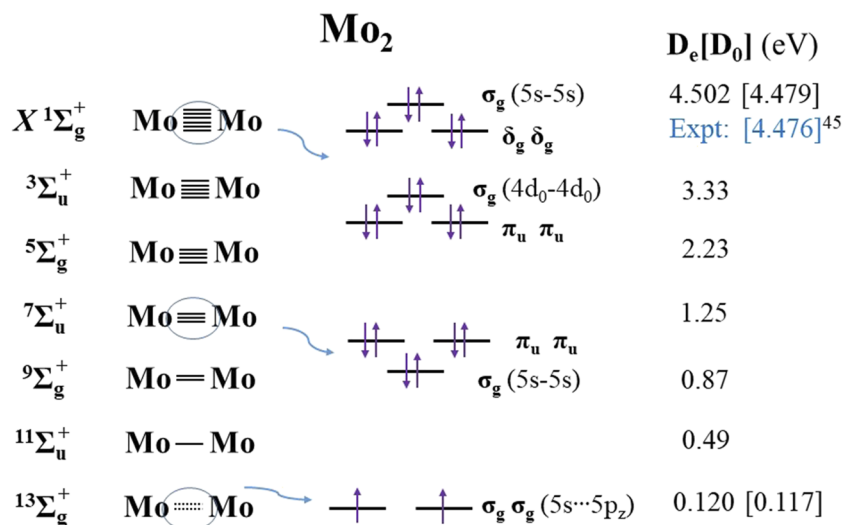 Mo₂
Dₑ[D₀] (eV)
X ¹Σg⁺ Mo Mo σg (5s-5s) 4.502 [4.479]
δg δg Expt: [4.476]⁴⁵
³Σu⁺ Mo Mo σg (4d₀-4d₀) 3.33
πu πu
⁵Σg⁺ Mo Mo 2.23
⁷Σu⁺ Mo Mo 1.25
πu πu
⁹Σg⁺ Mo Mo σg (5s-5s) 0.87
¹¹Σu⁺ Mo Mo 0.49
¹³Σg⁺ Mo Mo σg σg (5s···5pz) 0.120 [0.117]